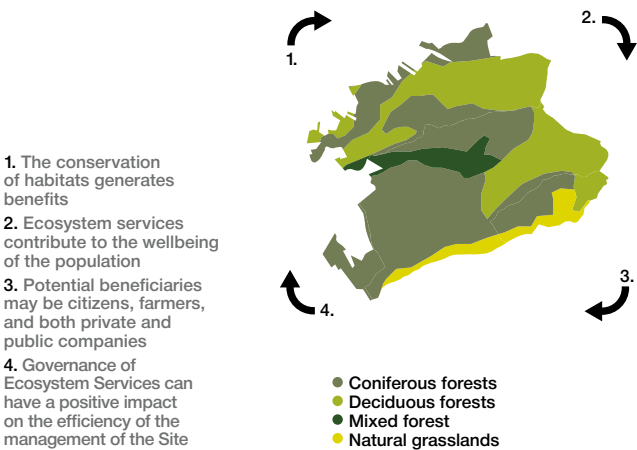 1. The conservation
of habitats generates
benefits
2. Ecosystem services
contribute to the wellbeing
of the population
3. Potential beneficiaries
may be citizens, farmers,
and both private and
public companies
4. Governance of
Ecosystem Services can
have a positive impact
on the efficiency of the
management of the Site
1.
2.
3.
4.
Coniferous forests
Deciduous forests
Mixed forest
Natural grasslands